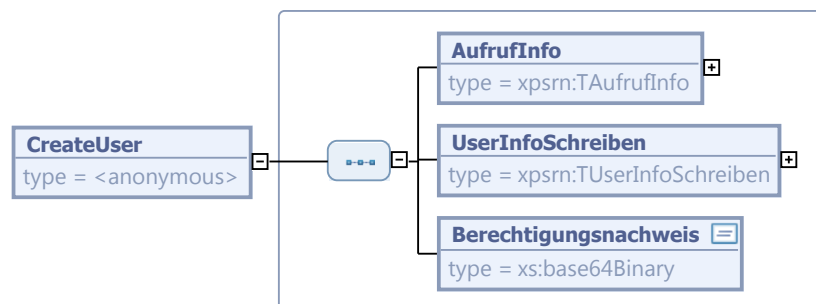 AufrufInfo
type = xpsrn:TAufrufInfo
CreateUser
type = <anonymous>
UserInfoSchreiben
type = xpsrn:TUserInfoSchreiben
Berechtigungsnachweis
type = xs:base64Binary